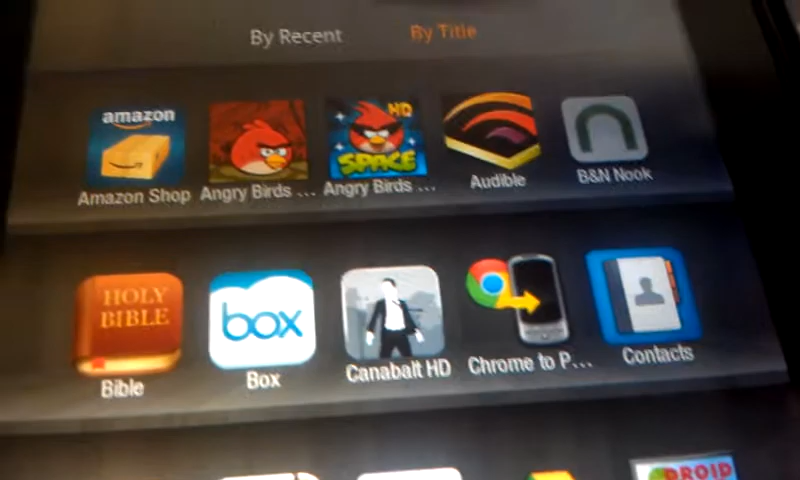 By Recent By Title
amazon
HD
SPACE
Amazon Shop Angry Birds ... Angry Birds ... Audible B&N Nook
HOLY
BIBLE
box
Bible Box Canabalt HD Chrome to P... Contacts
DROID